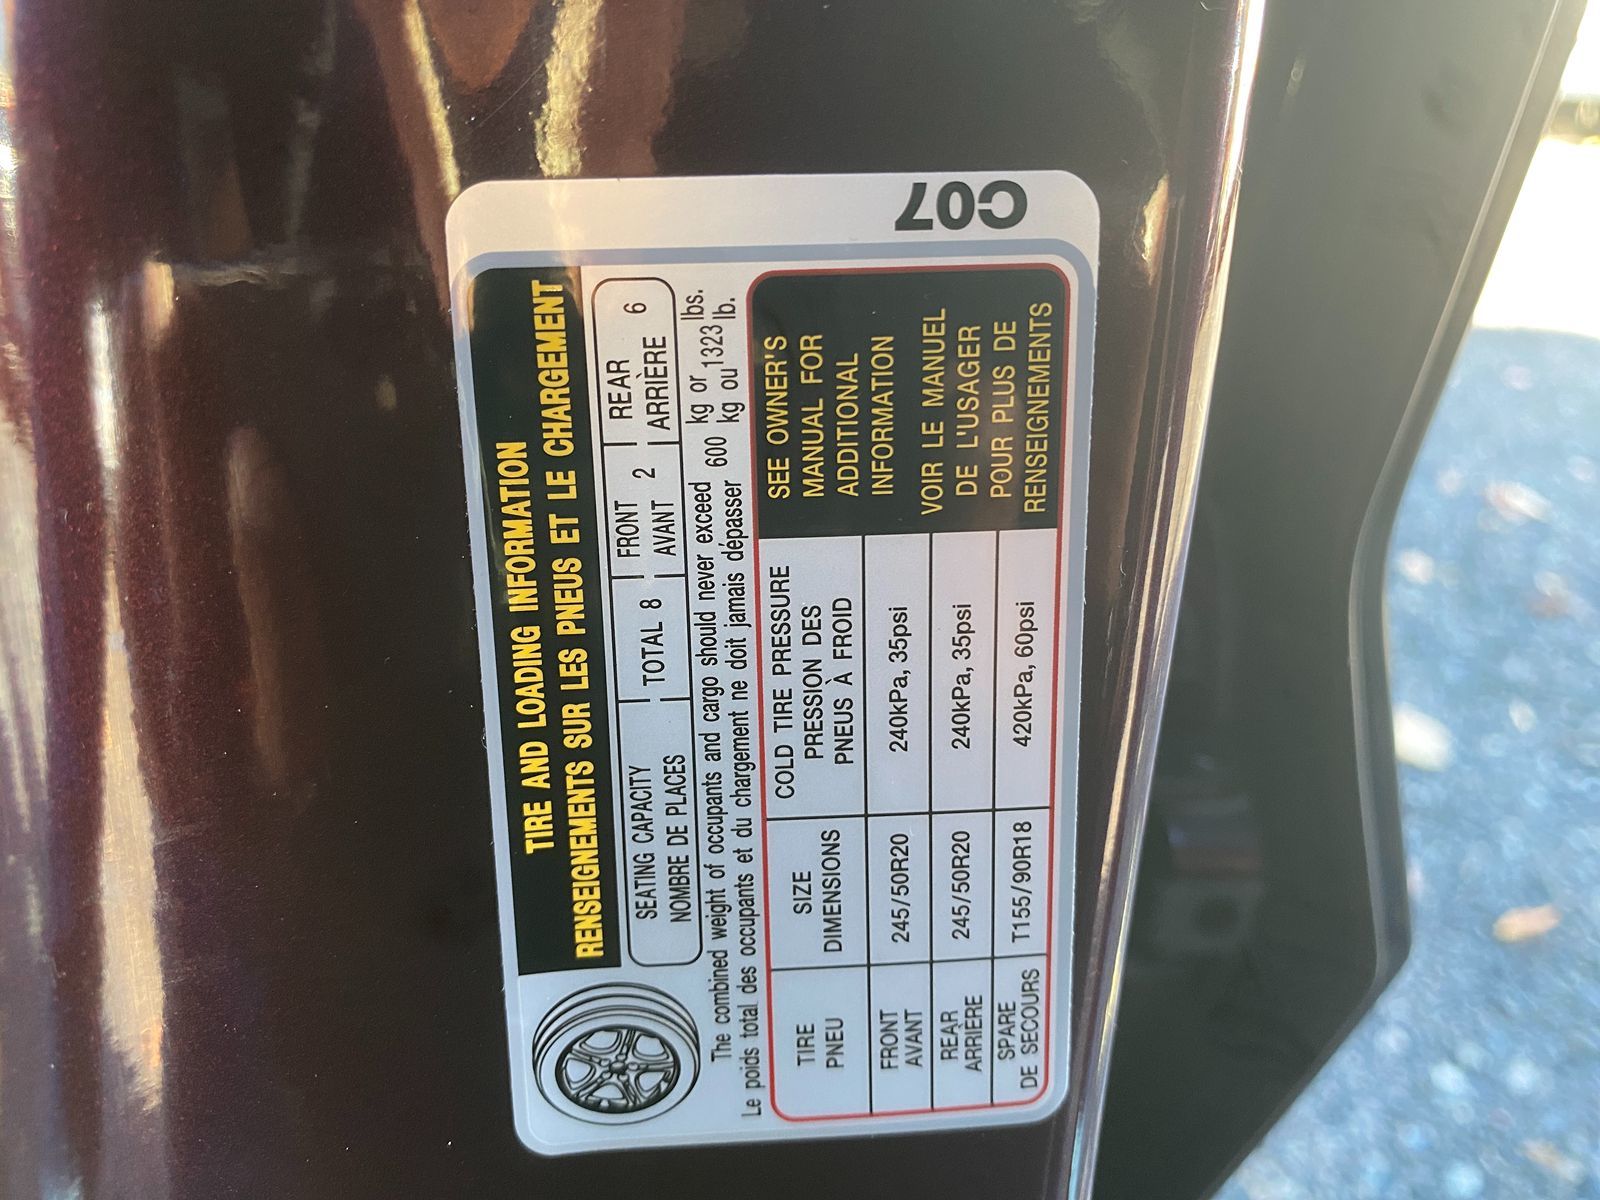 C07
TIRE AND LOADING INFORMATION
RENSEIGNEMENTS SUR LES PNEUS ET LE CHARGEMENT
SEATING CAPACITY TOTAL 8 FRONT 2 REAR 6
NOMBRE DE PLACES AVANT ARRIÈRE
The combined weight of occupants and cargo should never exceed 600 kg or 1323 lbs.
Le poids total des occupants et du chargement ne doit jamais dépasser kg ou lb.
TIRE SIZE COLD TIRE PRESSURE
PNEU DIMENSIONS PRESSION DES
PNEUS À FROID
FRONT 245/50R20 240kPa, 35psi
AVANT
REAR 245/50R20 240kPa, 35psi
ARRIÈRE
SPARE T155/90R18 420kPa, 60psi
DE SECOURS
SEE OWNER'S
MANUAL FOR
ADDITIONAL
INFORMATION
VOIR LE MANUEL
DE L'USAGER
POUR PLUS DE
RENSEIGNEMENTS